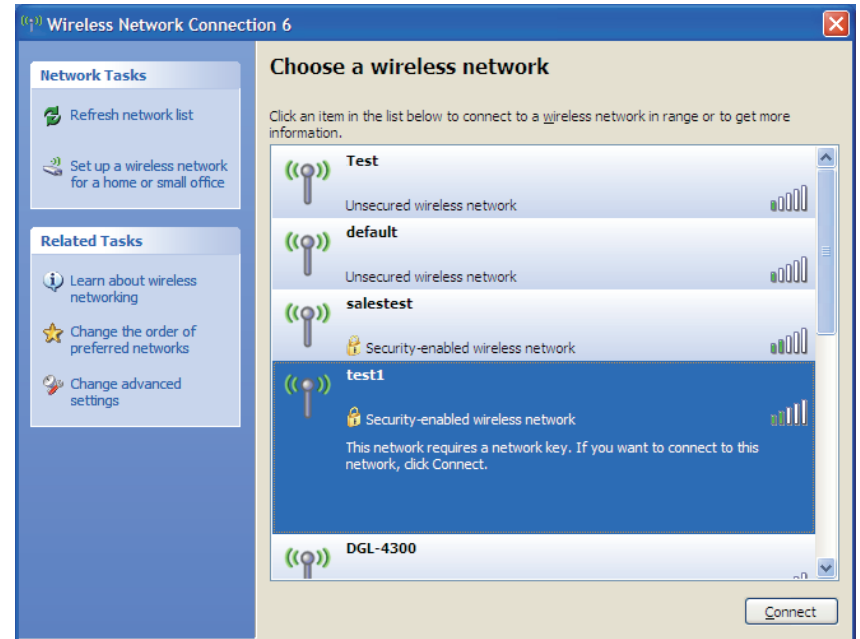 Wireless Network Connection 6
Network Tasks
Refresh network list
Set up a wireless network
for a home or small office
Related Tasks
Learn about wireless
networking
Change the order of
preferred networks
Change advanced
settings
Choose a wireless network
Click an item in the list below to connect to a wireless network in range or to get more
information.
Test
Unsecured wireless network
default
Unsecured wireless network
salestest
Security-enabled wireless network
test1
Security-enabled wireless network
This network requires a network key. If you want to connect to this
network, click Connect.
DGL-4300
Connect